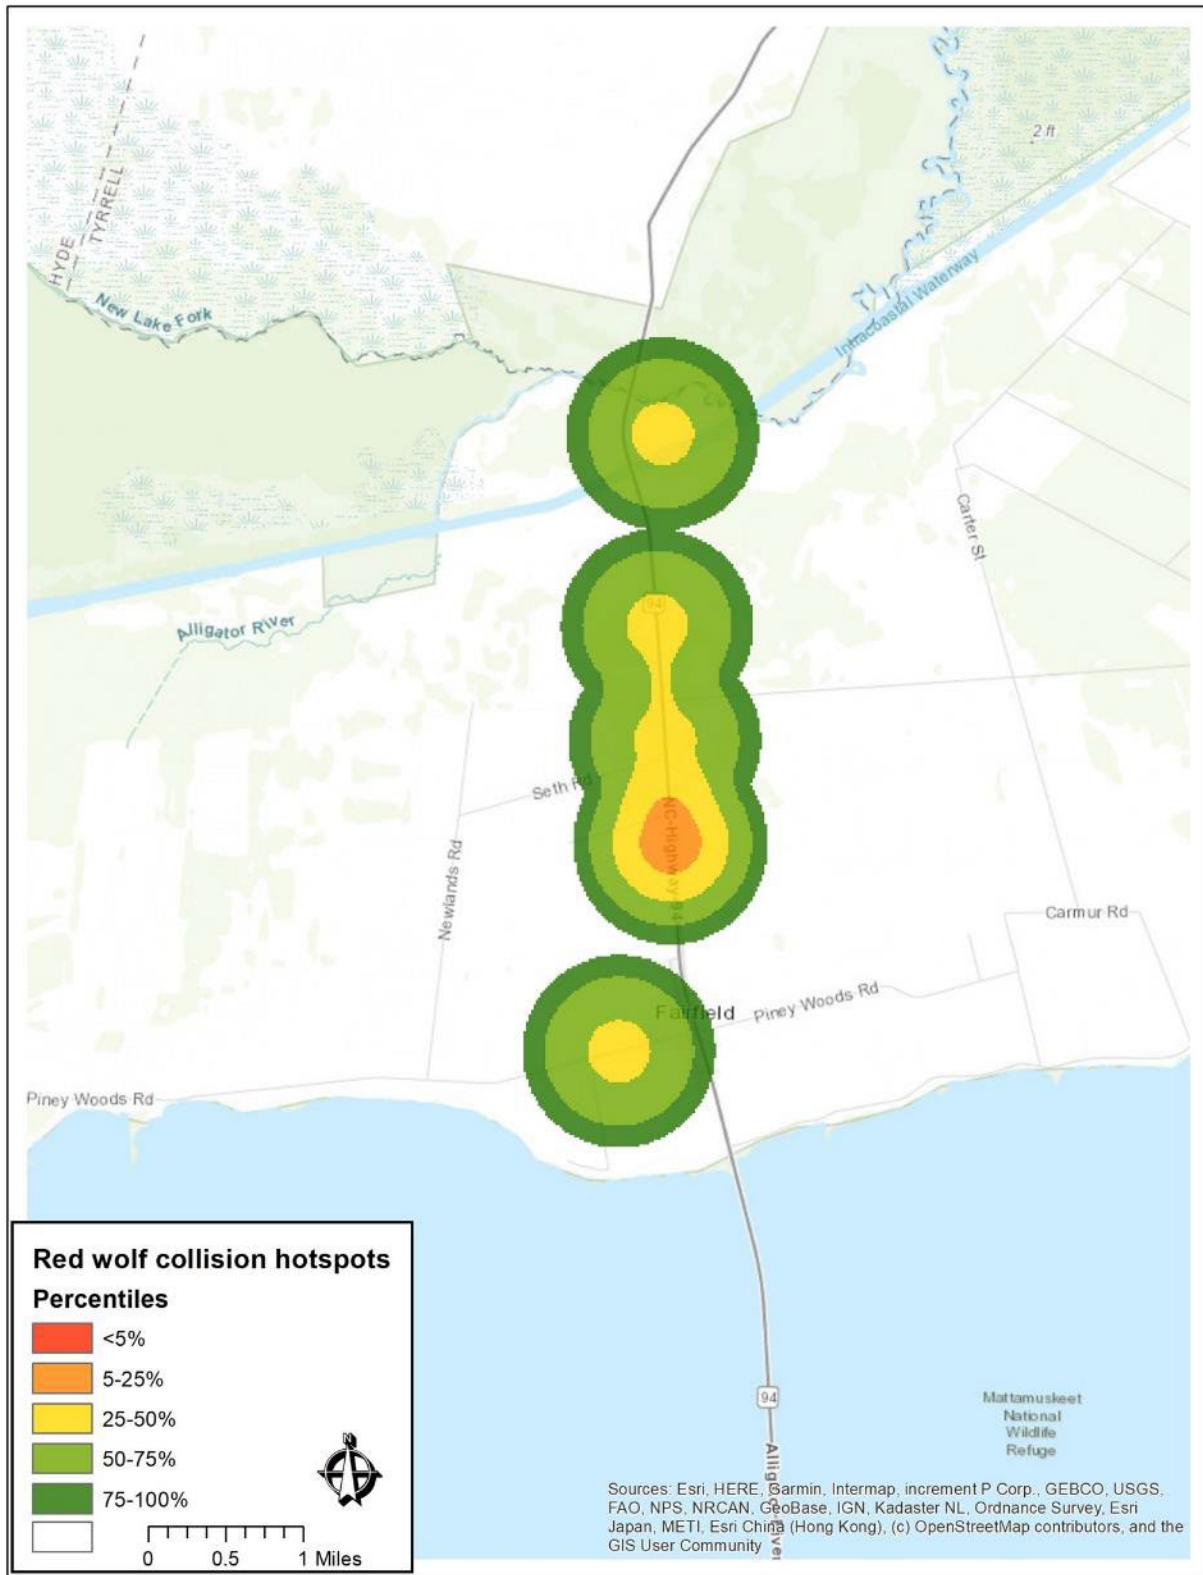 2 ft
HYDE
TYRRELL
New Lake Fork
Intracoastal Waterway
Carter St
94
Alligator River
Seth Rd
NC-Highway-94
Newlands Rd
Carmur Rd
Fairfield
Piney Woods Rd
Piney Woods Rd
94
Alligator-River
Mattamuskeet
National
Wildlife
Refuge
Red wolf collision hotspots
Percentiles
<5%
5-25%
25-50%
50-75%
75-100%
N
0 0.5 1 Miles
Sources: Esri, HERE, Garmin, Intermap, increment P Corp., GEBCO, USGS,
FAO, NPS, NRCAN, GeoBase, IGN, Kadaster NL, Ordnance Survey, Esri
Japan, METI, Esri China (Hong Kong), (c) OpenStreetMap contributors, and the
GIS User Community